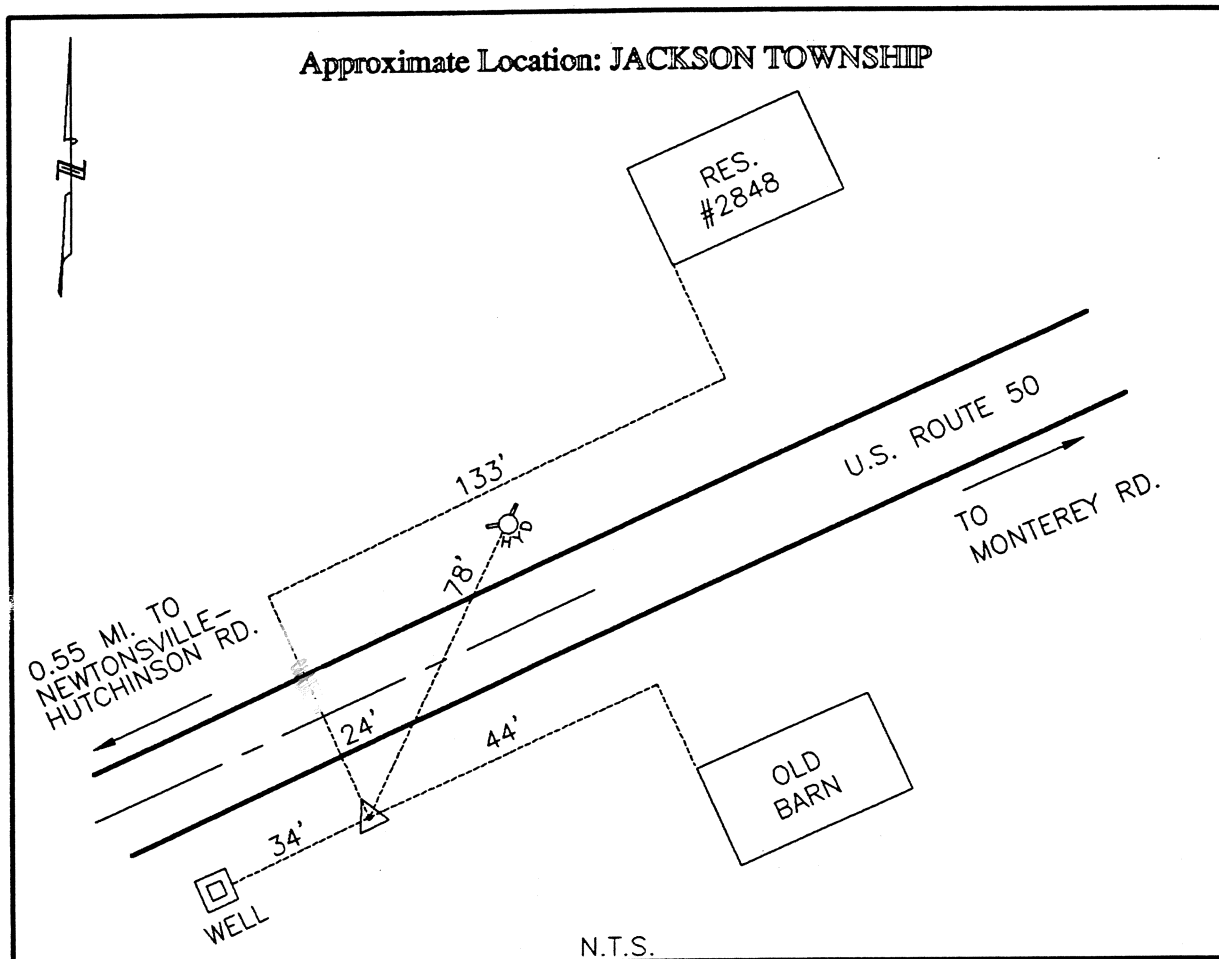 Approximate Location: JACKSON TOWNSHIP
N
RES.
#2848
U.S. ROUTE 50
TO
MONTEREY RD.
133'
HYD
78'
0.55 MI. TO
NEWTONSVILLE-
HUTCHINSON RD.
24'
44'
OLD
BARN
34'
WELL
N.T.S.